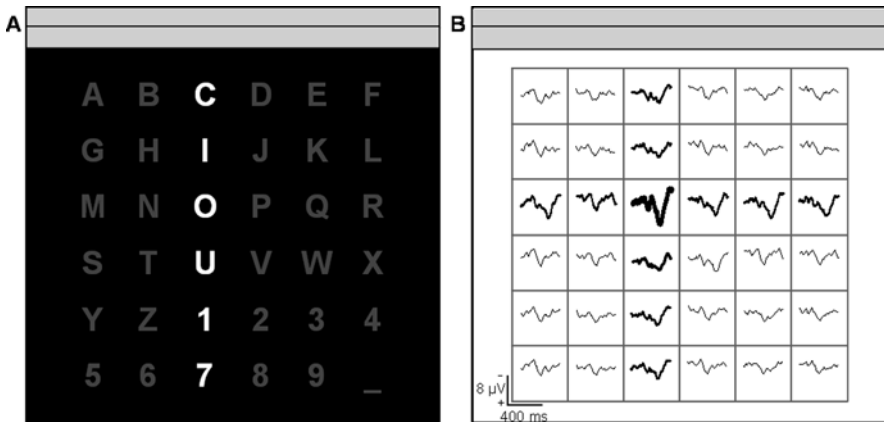 A
A B C D E F
G H I J K L
M N O P Q R
S T U V W X
Y Z 1 2 3 4
5 6 7 8 9 _
B
-
8 µV
+
400 ms